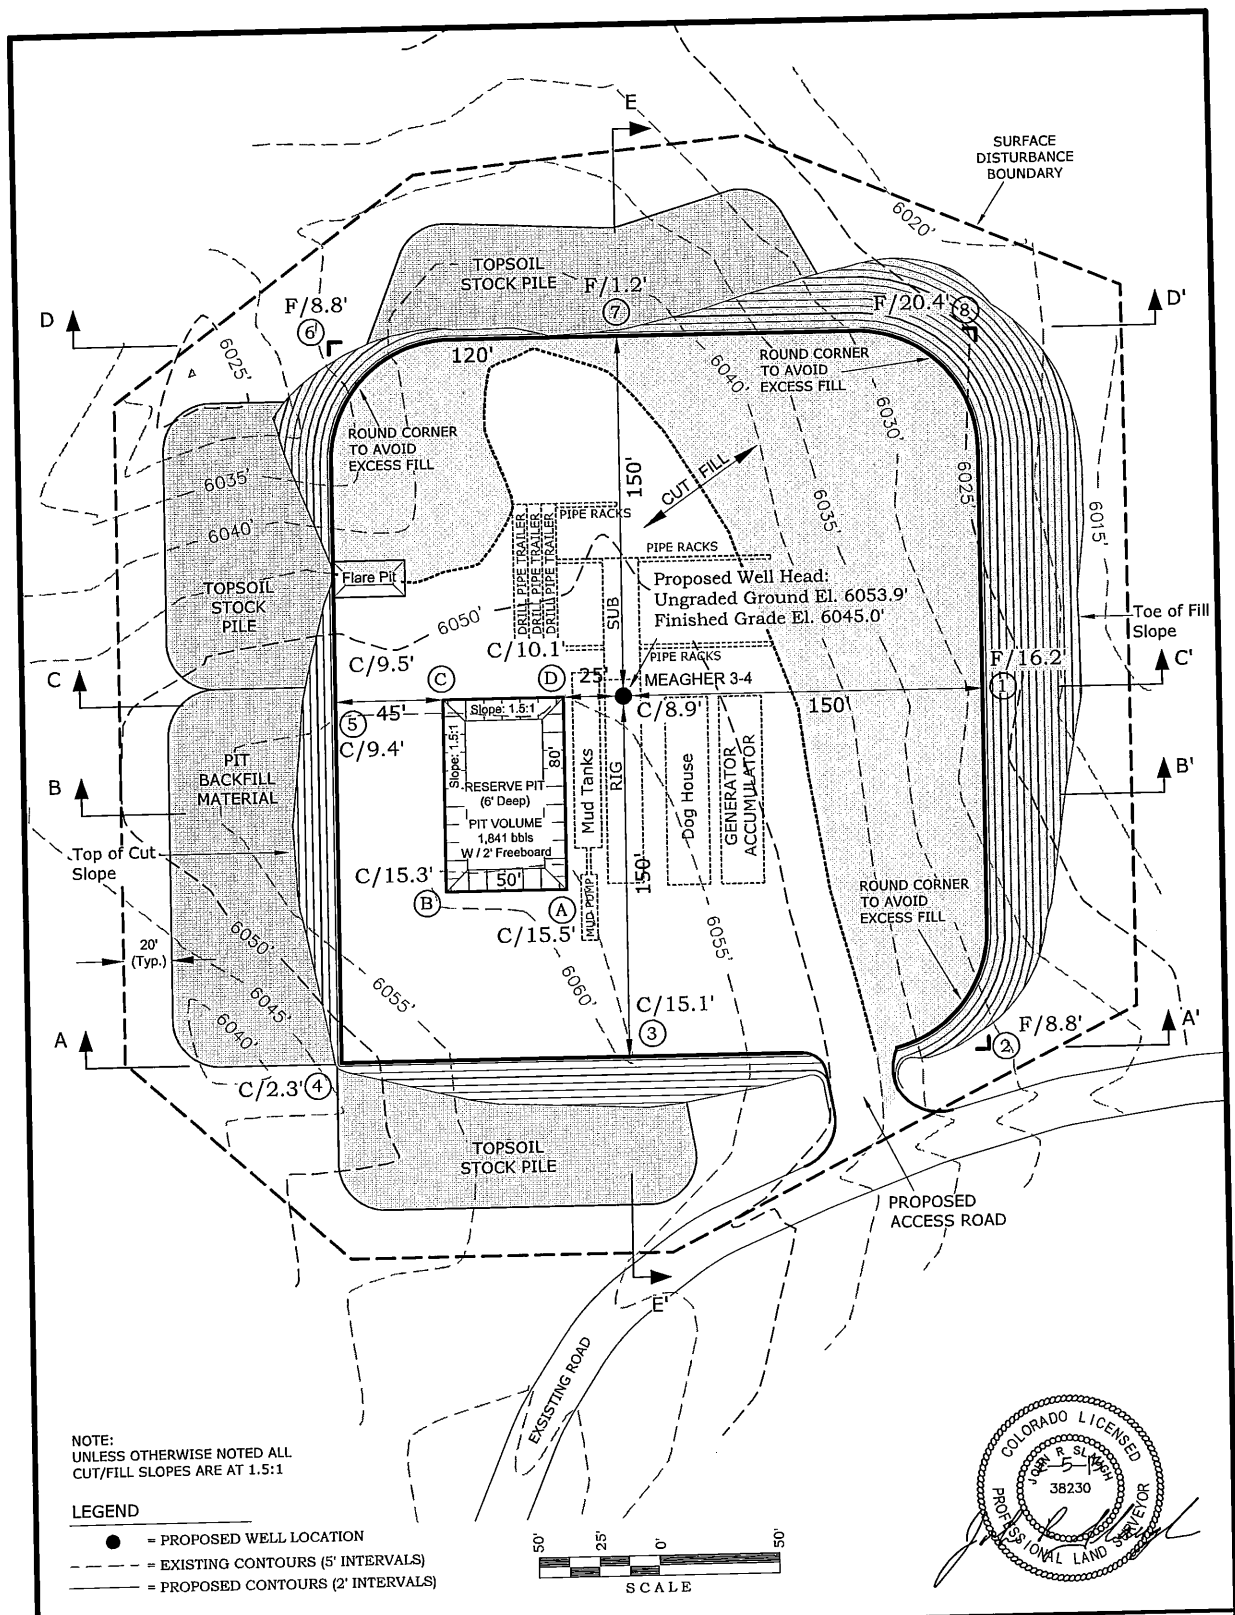 E
SURFACE
DISTURBANCE
BOUNDARY
6020'
TOPSOIL
STOCK PILE
F/1.2'
7
F/8.8'
6
F/20.4'
8
D
D'
120'
6025'
ROUND CORNER
TO AVOID
EXCESS FILL
6040'
6030'
ROUND CORNER
TO AVOID
EXCESS FILL
150'
CUT
FILL
6035'
6025'
6035'
6040'
6015'
PIPE RACKS
DRILL PIPE TRAILER
DRILL PIPE TRAILER
DRILL PIPE TRAILER
PIPE RACKS
Flare Pit
Proposed Well Head:
Ungraded Ground El. 6053.9'
Finished Grade El. 6045.0'
TOPSOIL
STOCK
PILE
6050'
SUB
Toe of Fill
Slope
C/10.1'
C/9.5'
PIPE RACKS
F/16.2'
C
C
D
25'
MEAGHER 3-4
1
C'
45'
Slope: 1.5:1
C/8.9'
150'
5
C/9.4'
Slope: 1.5:1
80'
PIT
BACKFILL
MATERIAL
B
B'
RESERVE PIT
(6' Deep)
PIT VOLUME
1,841 bbls
W / 2' Freeboard
Mud Tanks
RIG
Dog House
GENERATOR
ACCUMULATOR
Top of Cut
Slope
C/15.3'
50'
150'
B
A
MUD PUMP
C/15.5'
ROUND CORNER
TO AVOID
EXCESS FILL
6050'
6055'
20'
(Typ.)
6060'
6055'
6045'
6040'
C/15.1'
3
A
F/8.8'
2
A'
C/2.3'
4
TOPSOIL
STOCK PILE
PROPOSED
ACCESS ROAD
E'
EXSISTING ROAD
NOTE:
UNLESS OTHERWISE NOTED ALL
CUT/FILL SLOPES ARE AT 1.5:1
LEGEND
= PROPOSED WELL LOCATION
= EXISTING CONTOURS (5' INTERVALS)
= PROPOSED CONTOURS (2' INTERVALS)
50'
25'
0'
50'
SCALE
COLORADO LICENSED
JOHN R SLAUGH
38230
PROFESSIONAL LAND SURVEYOR